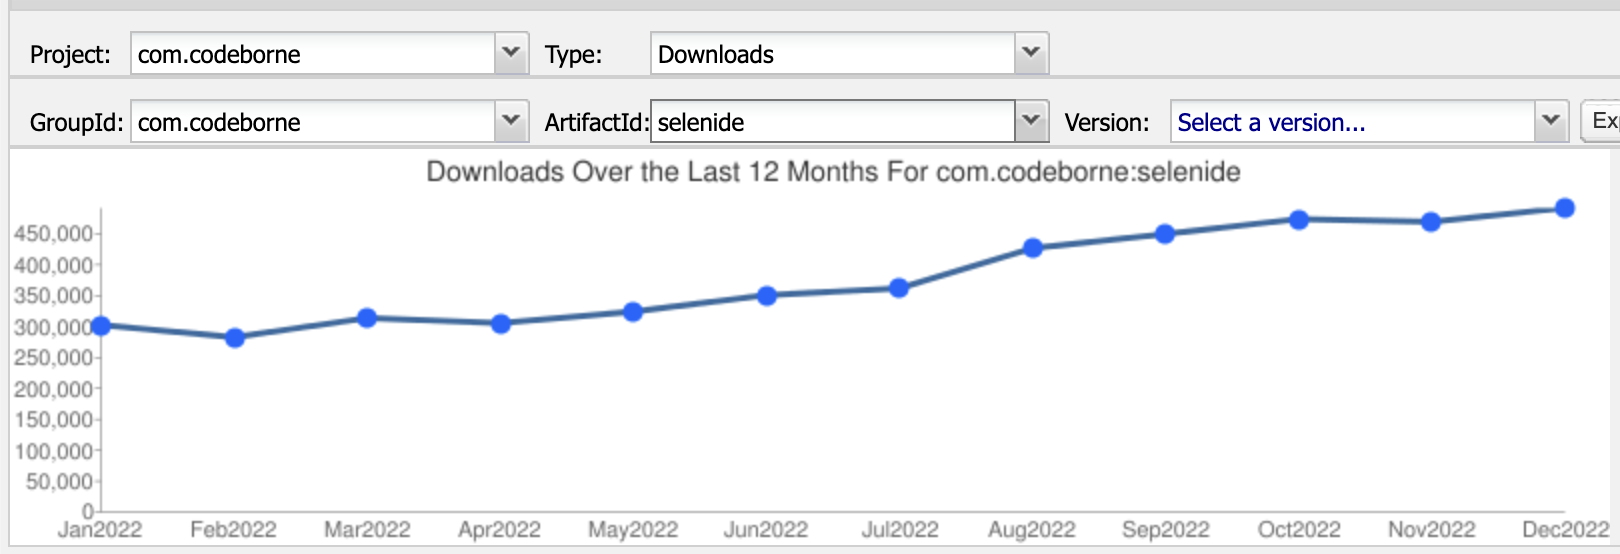 Project: com.codeborne Type: Downloads
GroupId: com.codeborne ArtifactId: selenide Version: Select a version...
Downloads Over the Last 12 Months For com.codeborne:selenide
450,000
400,000
350,000
300,000
250,000
200,000
150,000
100,000
50,000
0
Jan2022 Feb2022 Mar2022 Apr2022 May2022 Jun2022 Jul2022 Aug2022 Sep2022 Oct2022 Nov2022 Dec2022